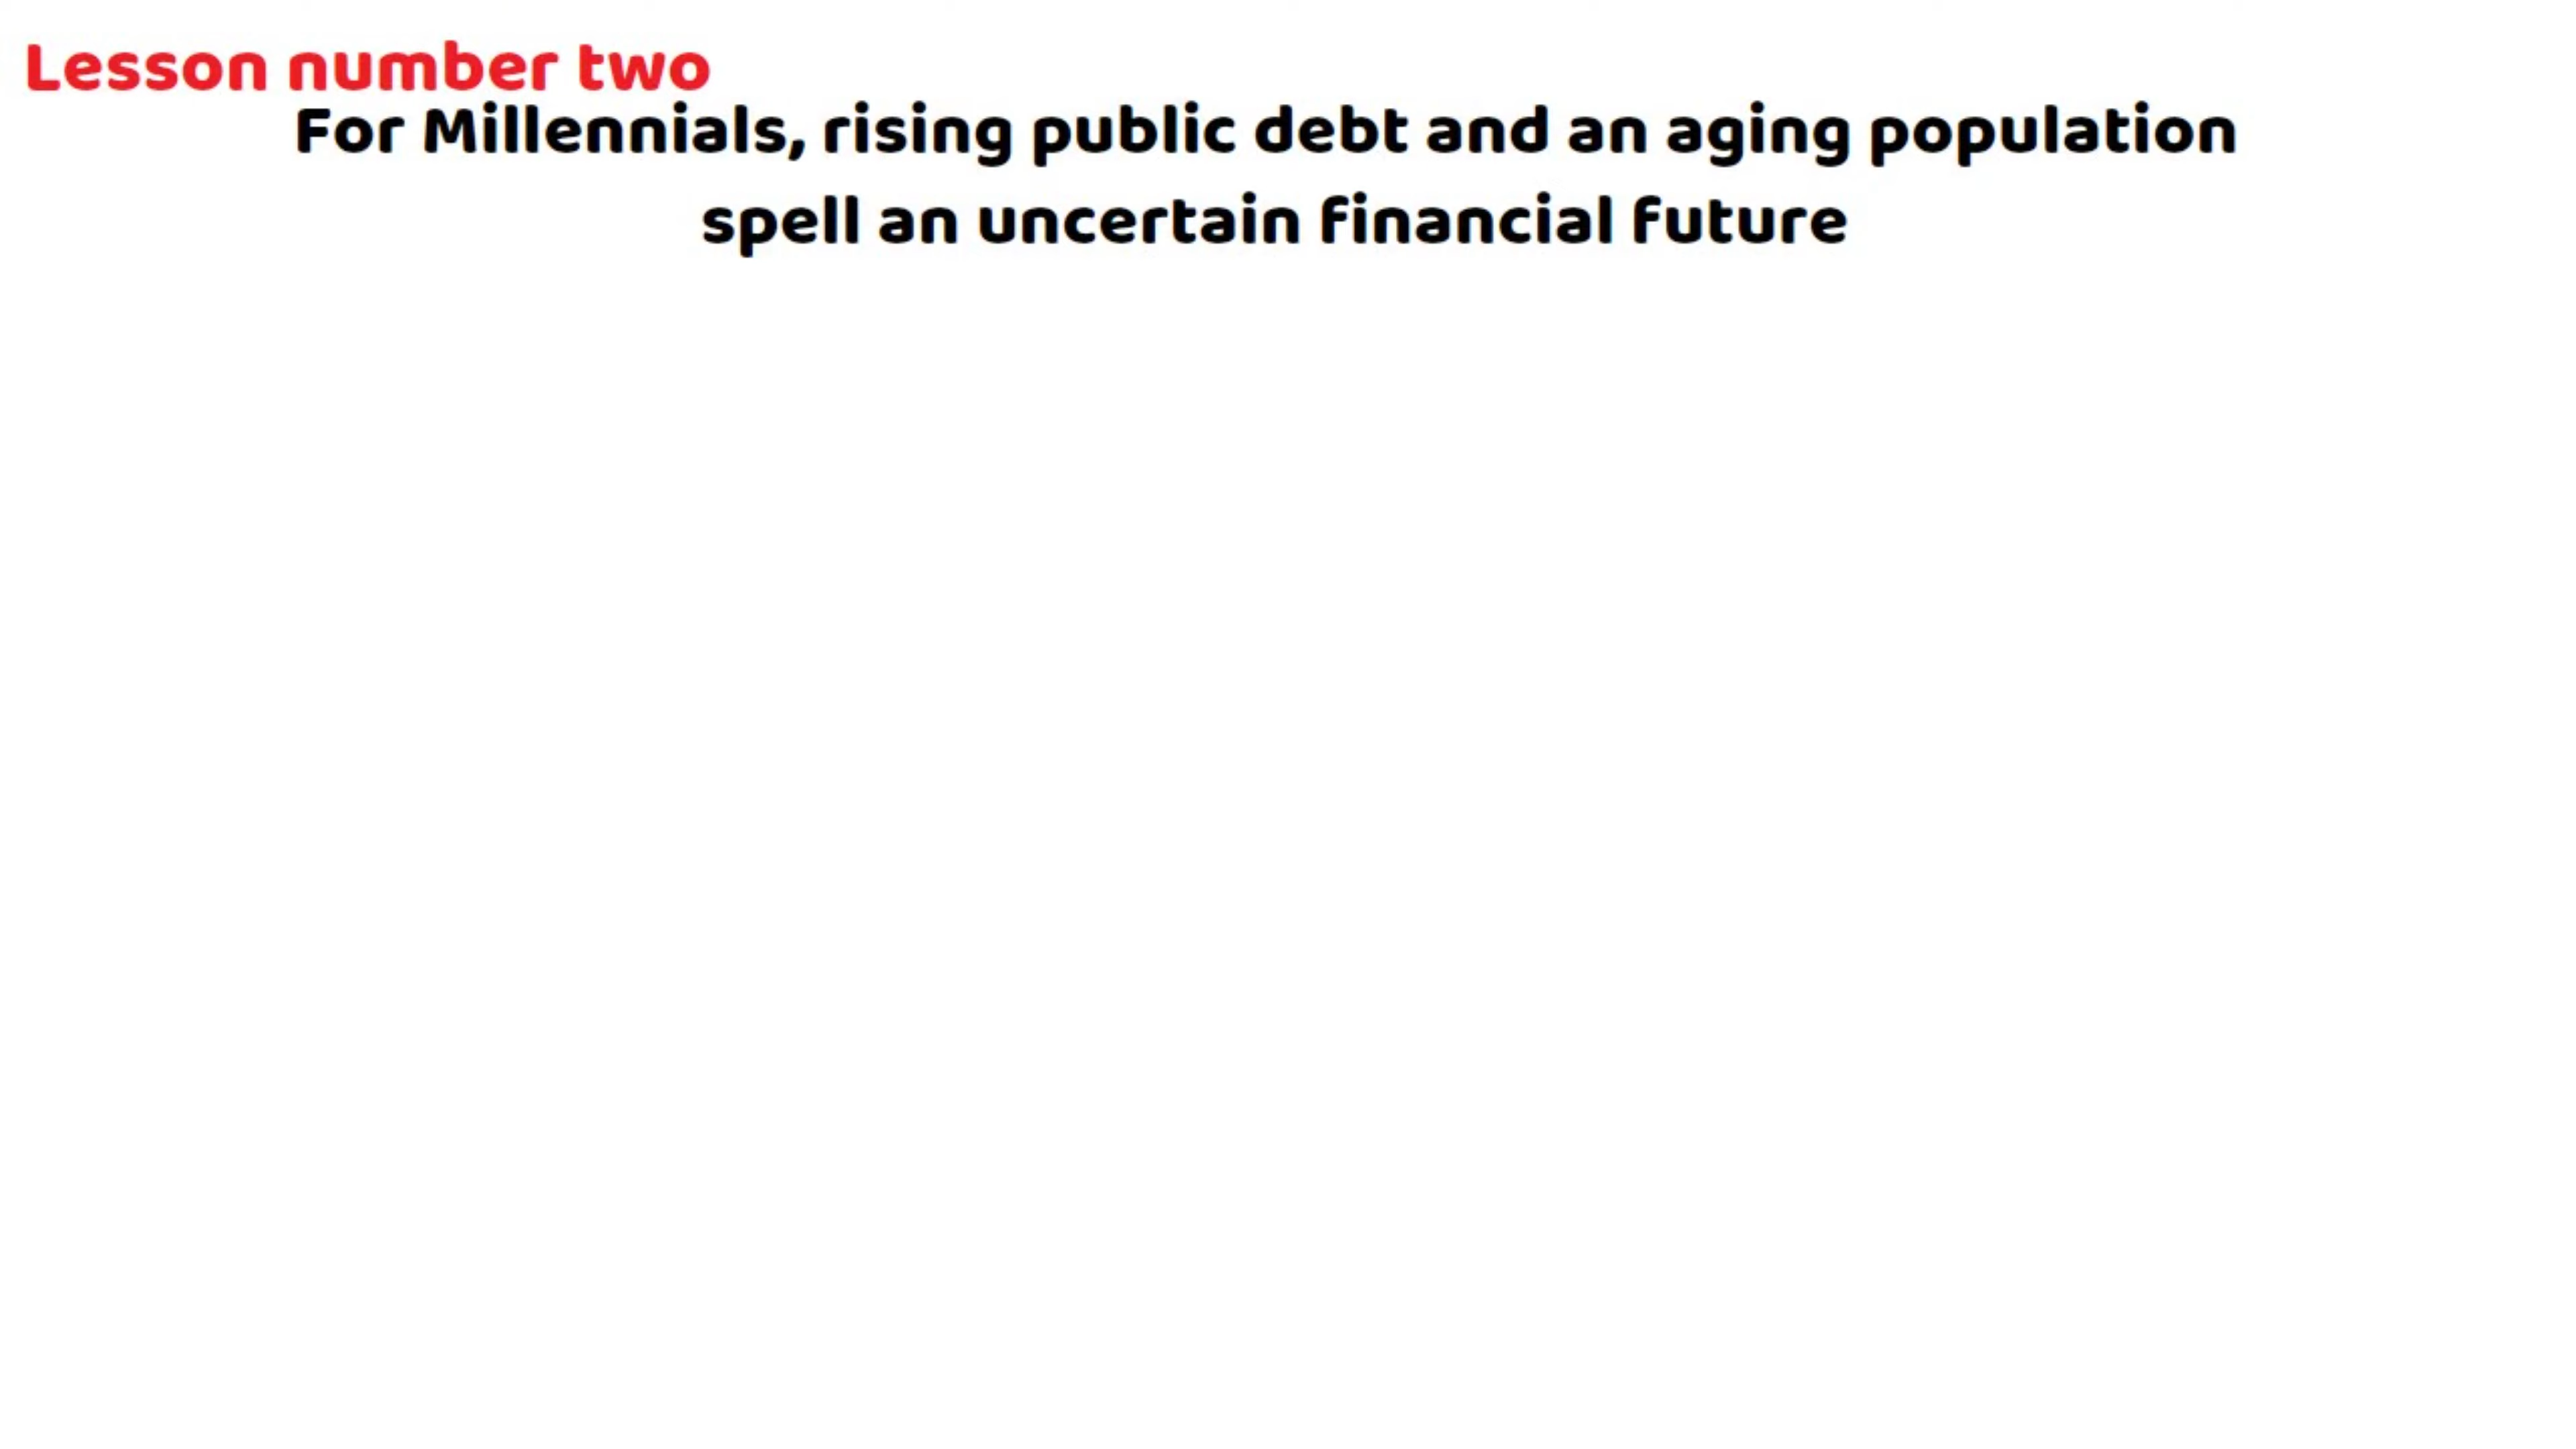 Lesson number two
For Millennials, rising public debt and an aging population
spell an uncertain financial future